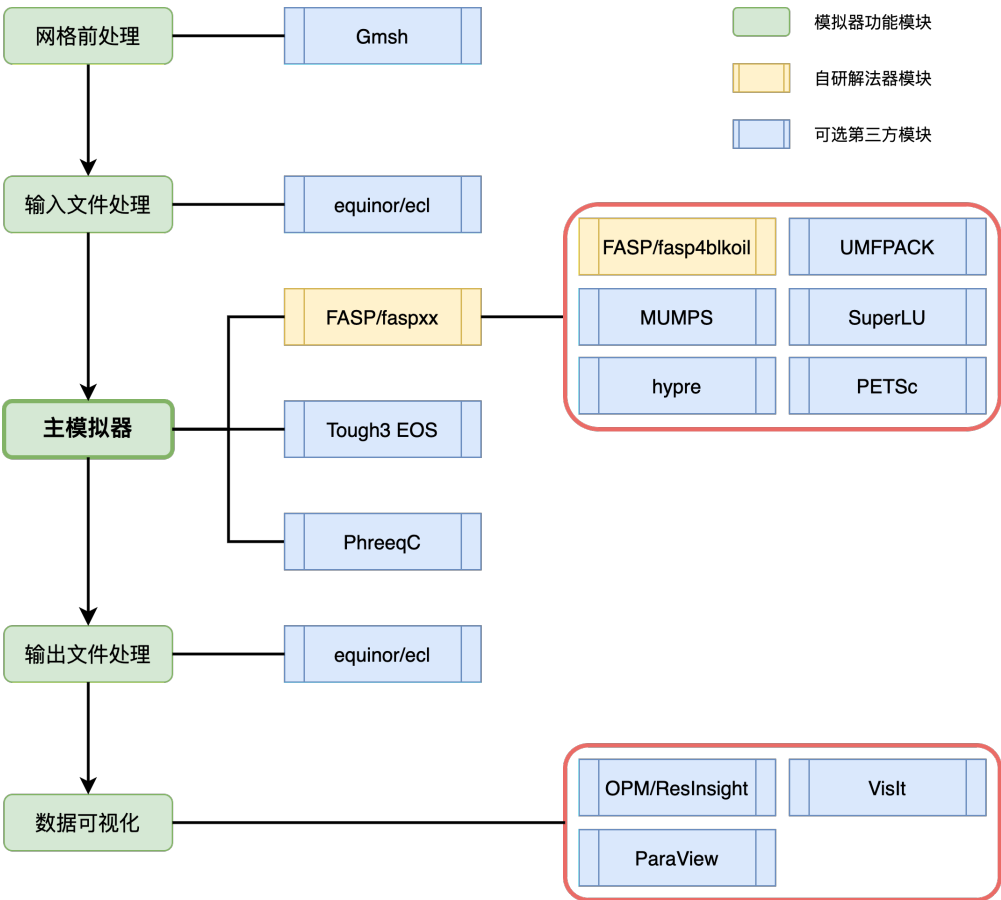 网格前处理
Gmsh
模拟器功能模块
自研解法器模块
可选第三方模块
输入文件处理
equinor/ecl
FASP/faspxx
FASP/fasp4blkoil
UMFPACK
MUMPS
SuperLU
hypre
PETSc
主模拟器
Tough3 EOS
PhreeqC
输出文件处理
equinor/ecl
数据可视化
OPM/ResInsight
VisIt
ParaView